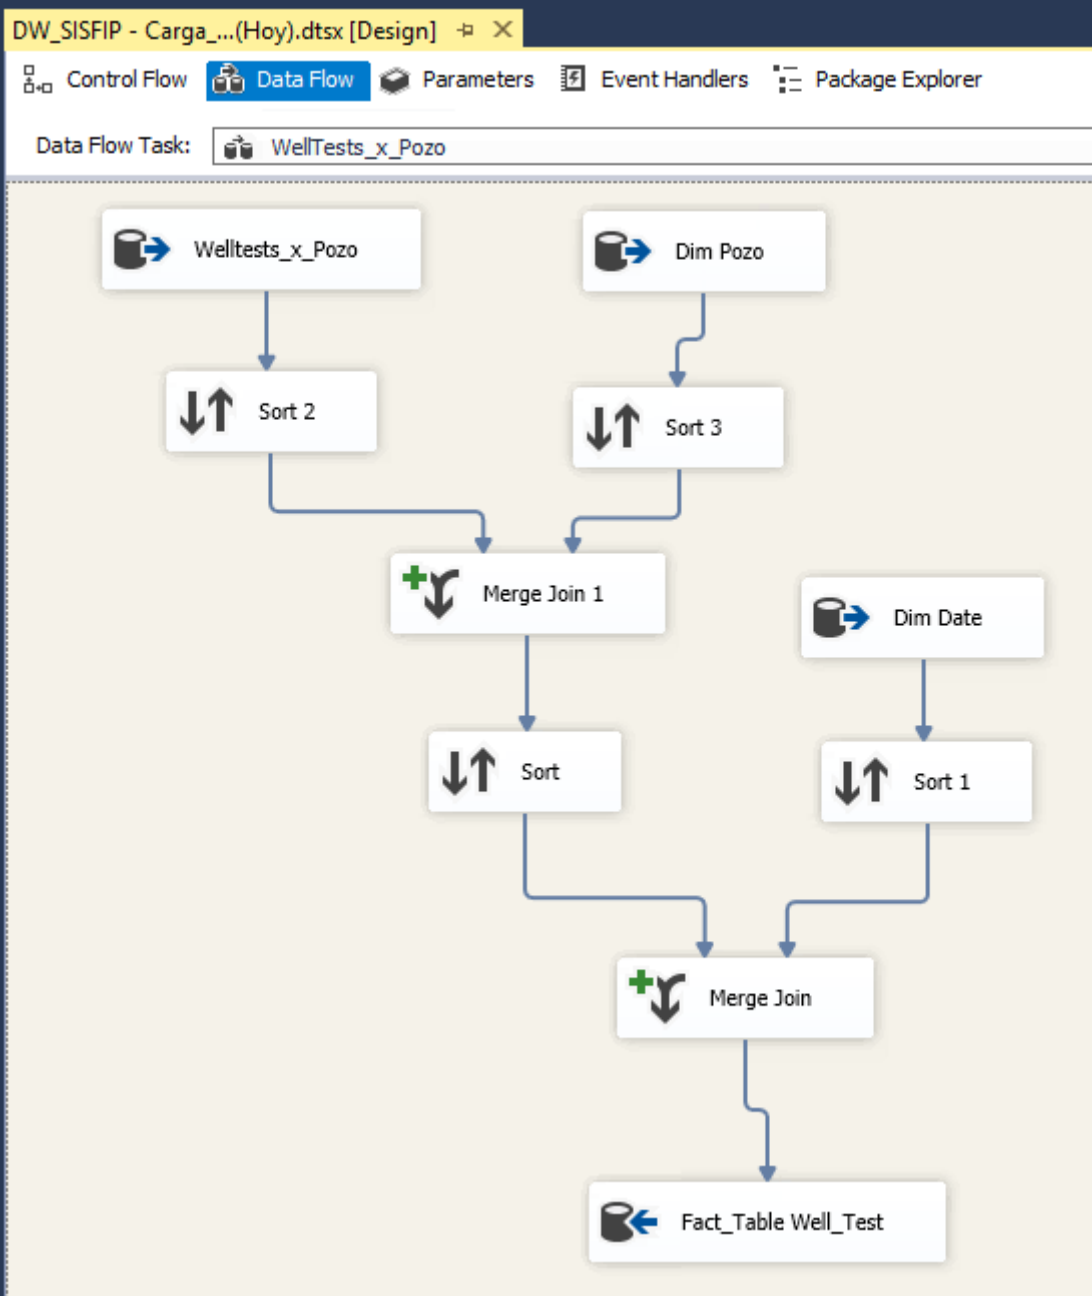 DW_SISFIP - Carga_...(Hoy).dtsx [Design]
Control Flow Data Flow Parameters Event Handlers Package Explorer
Data Flow Task: WellTests_x_Pozo
Welltests_x_Pozo
Dim Pozo
Sort 2
Sort 3
Merge Join 1
Dim Date
Sort
Sort 1
Merge Join
Fact_Table Well_Test